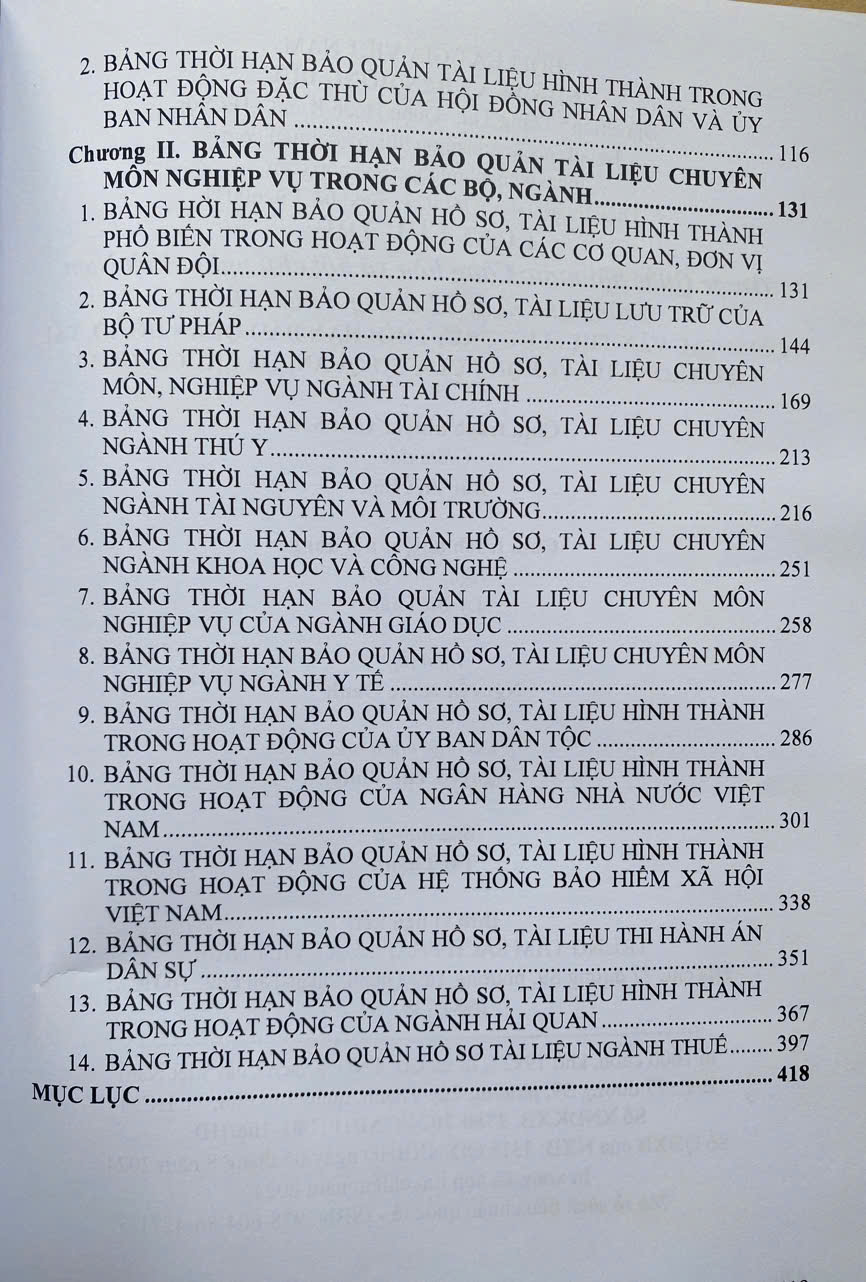 2. BẢNG THỜI HẠN BẢO QUẢN TÀI LIỆU HÌNH THÀNH TRONG
HOẠT ĐỘNG ĐẶC THÙ CỦA HỘI ĐỒNG NHÂN DÂN VÀ ỦY
BAN NHÂN DÂN ........ 116
Chương II. BẢNG THỜI HẠN BẢO QUẢN TÀI LIỆU CHUYÊN
MÔN NGHIỆP VỤ TRONG CÁC BỘ, NGÀNH........ 131
1. BẢNG HỜI HẠN BẢO QUẢN HỒ SƠ, TÀI LIỆU HÌNH THÀNH
PHỔ BIẾN TRONG HOẠT ĐỘNG CỦA CÁC CƠ QUAN, ĐƠN VỊ
QUÂN ĐỘI........ 131
2. BẢNG THỜI HẠN BẢO QUẢN HỒ SƠ, TÀI LIỆU LƯU TRỮ CỦA
BỘ TƯ PHÁP ........ 144
3. BẢNG THỜI HẠN BẢO QUẢN HỒ SƠ, TÀI LIỆU CHUYÊN
MÔN, NGHIỆP VỤ NGÀNH TÀI CHÍNH ........ 169
4. BẢNG THỜI HẠN BẢO QUẢN HỒ SƠ, TÀI LIỆU CHUYÊN
NGÀNH THÚ Y........ 213
5. BẢNG THỜI HẠN BẢO QUẢN HỒ SƠ, TÀI LIỆU CHUYÊN
NGÀNH TÀI NGUYÊN VÀ MÔI TRƯỜNG........ 216
6. BẢNG THỜI HẠN BẢO QUẢN HỒ SƠ, TÀI LIỆU CHUYÊN
NGÀNH KHOA HỌC VÀ CÔNG NGHỆ ........ 251
7. BẢNG THỜI HẠN BẢO QUẢN TÀI LIỆU CHUYÊN MÔN
NGHIỆP VỤ CỦA NGÀNH GIÁO DỤC ........ 258
8. BẢNG THỜI HẠN BẢO QUẢN HỒ SƠ, TÀI LIỆU CHUYÊN MÔN
NGHIỆP VỤ NGÀNH Y TẾ ........ 277
9. BẢNG THỜI HẠN BẢO QUẢN HỒ SƠ, TÀI LIỆU HÌNH THÀNH
TRONG HOẠT ĐỘNG CỦA ỦY BAN DÂN TỘC ........ 286
10. BẢNG THỜI HẠN BẢO QUẢN HỒ SƠ, TÀI LIỆU HÌNH THÀNH
TRONG HOẠT ĐỘNG CỦA NGÂN HÀNG NHÀ NƯỚC VIỆT
NAM........ 301
11. BẢNG THỜI HẠN BẢO QUẢN HỒ SƠ, TÀI LIỆU HÌNH THÀNH
TRONG HOẠT ĐỘNG CỦA HỆ THỐNG BẢO HIỂM XÃ HỘI
VIỆT NAM........ 338
12. BẢNG THỜI HẠN BẢO QUẢN HỒ SƠ, TÀI LIỆU THI HÀNH ÁN
DÂN SỰ ........ 351
13. BẢNG THỜI HẠN BẢO QUẢN HỒ SƠ, TÀI LIỆU HÌNH THÀNH
TRONG HOẠT ĐỘNG CỦA NGÀNH HẢI QUAN ........ 367
14. BẢNG THỜI HẠN BẢO QUẢN HỒ SƠ TÀI LIỆU NGÀNH THUẾ........ 397
MỤC LỤC ........ 418